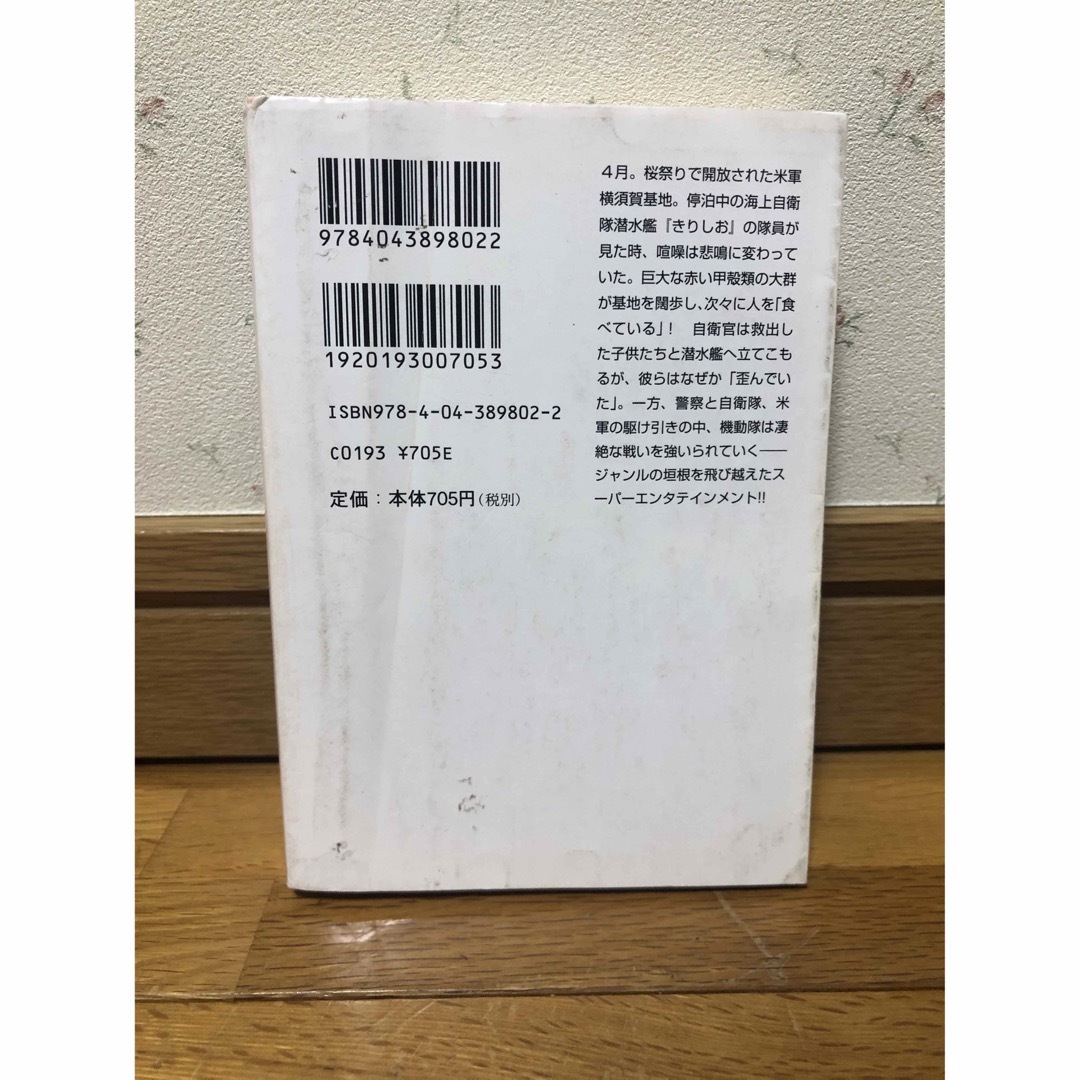 9784043898022
1920193007053
ISBN978-4-04-389802-2
C0193 ¥705E
定価：本体705円（税別）
４月。桜祭りで開放された米軍
横須賀基地。停泊中の海上自衛
隊潜水艦『きりしお』の隊員が
見た時、喧噪は悲鳴に変わって
いた。巨大な赤い甲殻類の大群
が基地を闊歩し、次々に人を「食
べている」！　自衛官は救出し
た子供たちと潜水艦へ立てこも
るが、彼らはなぜか「歪んでい
た」。一方、警察と自衛隊、米
軍の駆け引きの中、機動隊は凄
絶な戦いを強いられていく――
ジャンルの垣根を飛び越えたス
ーパーエンタテインメント!!